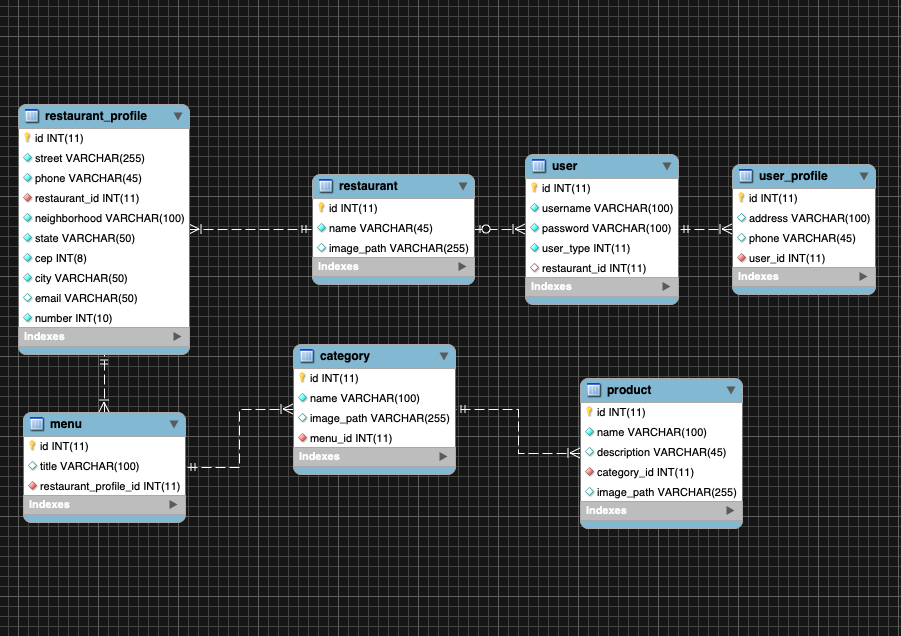 restaurant_profile
id INT(11)
street VARCHAR(255)
phone VARCHAR(45)
restaurant_id INT(11)
neighborhood VARCHAR(100)
state VARCHAR(50)
cep INT(8)
city VARCHAR(50)
email VARCHAR(50)
number INT(10)
Indexes
restaurant
id INT(11)
name VARCHAR(45)
image_path VARCHAR(255)
Indexes
user
id INT(11)
username VARCHAR(100)
password VARCHAR(100)
user_type INT(11)
restaurant_id INT(11)
Indexes
user_profile
id INT(11)
address VARCHAR(100)
phone VARCHAR(45)
user_id INT(11)
Indexes
menu
id INT(11)
title VARCHAR(100)
restaurant_profile_id INT(11)
Indexes
category
id INT(11)
name VARCHAR(100)
image_path VARCHAR(255)
menu_id INT(11)
Indexes
product
id INT(11)
name VARCHAR(100)
description VARCHAR(45)
category_id INT(11)
image_path VARCHAR(255)
Indexes